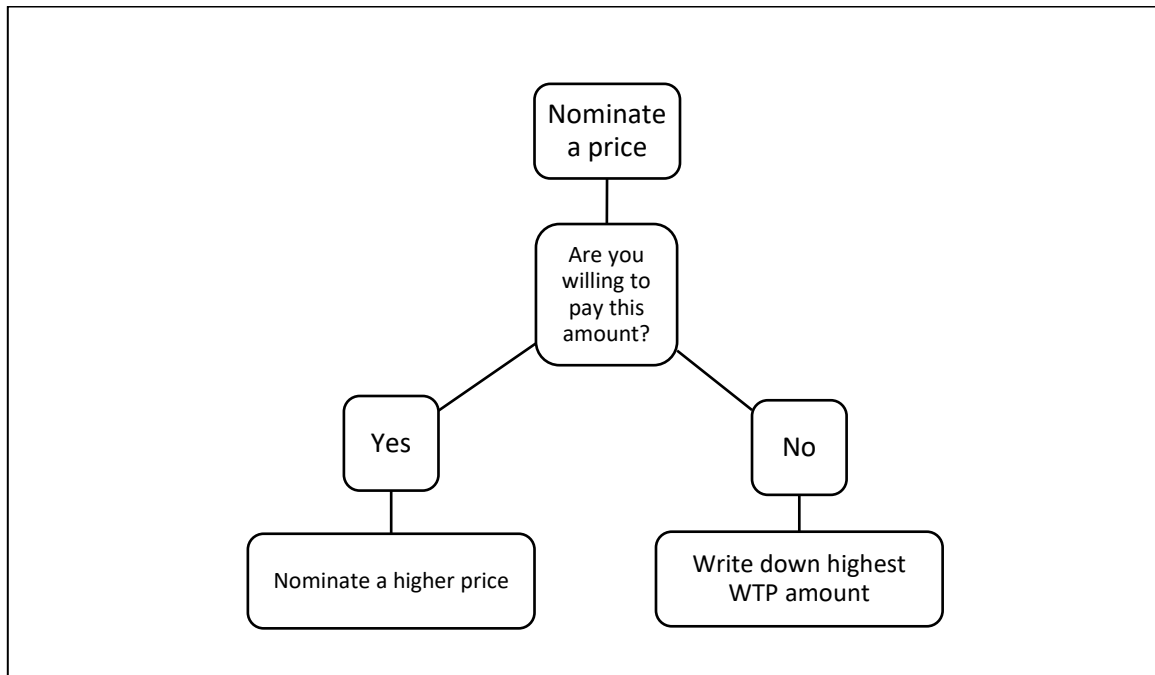 Nominate
a price
Are you
willing to
pay this
amount?
Yes
No
Nominate a higher price
Write down highest
WTP amount